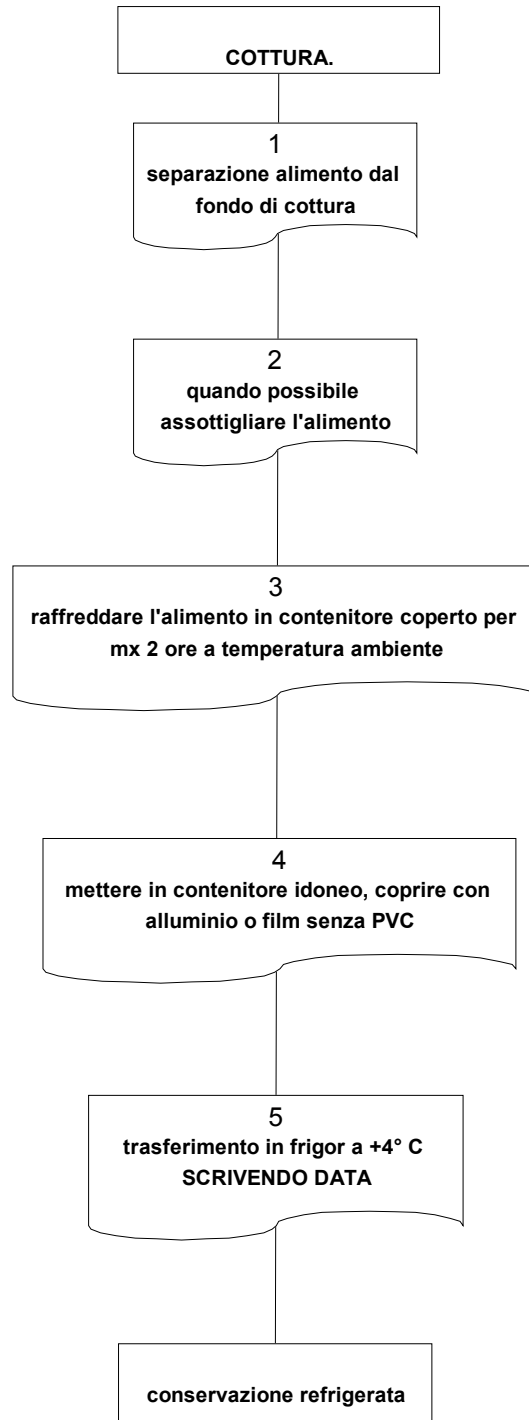 COTTURA.
1
separazione alimento dal
fondo di cottura
2
quando possibile
assottigliare l'alimento
3
raffreddare l'alimento in contenitore coperto per
mx 2 ore a temperatura ambiente
4
mettere in contenitore idoneo, coprire con
alluminio o film senza PVC
5
trasferimento in frigor a +4° C
SCRIVENDO DATA
conservazione refrigerata